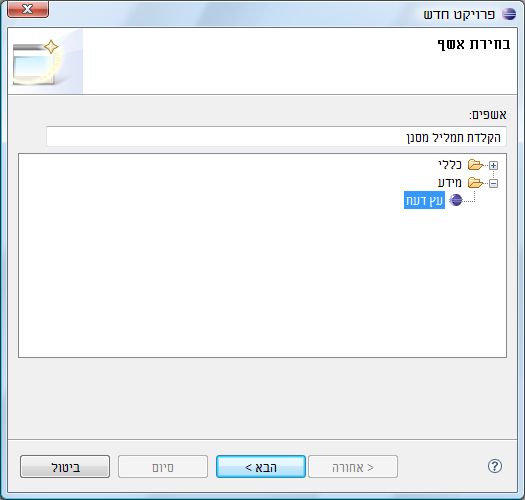 פרויקט חדש
בחירת אשף
אשפים:
הקלדת תמליל מסנן
כללי
מידע
עץ דעת
< אחורה
הבא >
סיום
ביטול